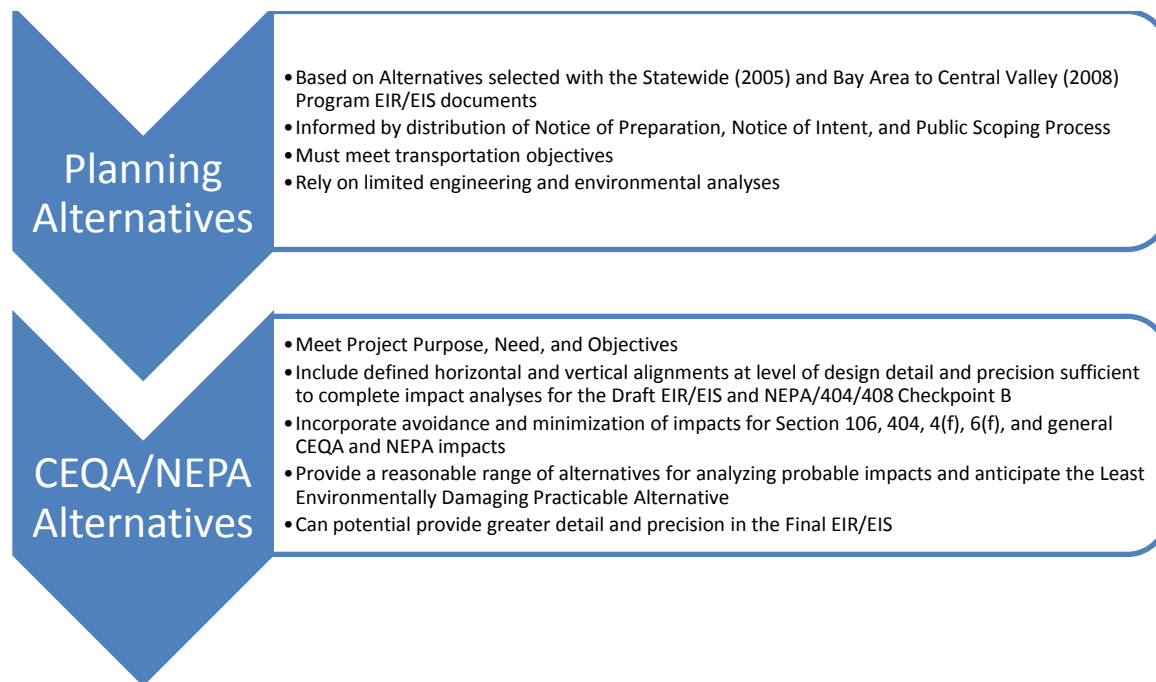 Planning
Alternatives
•Based on Alternatives selected with the Statewide (2005) and Bay Area to Central Valley (2008)
Program EIR/EIS documents
•Informed by distribution of Notice of Preparation, Notice of Intent, and Public Scoping Process
•Must meet transportation objectives
•Rely on limited engineering and environmental analyses
CEQA/NEPA
Alternatives
•Meet Project Purpose, Need, and Objectives
•Include defined horizontal and vertical alignments at level of design detail and precision sufficient
to complete impact analyses for the Draft EIR/EIS and NEPA/404/408 Checkpoint B
•Incorporate avoidance and minimization of impacts for Section 106, 404, 4(f), 6(f), and general
CEQA and NEPA impacts
•Provide a reasonable range of alternatives for analyzing probable impacts and anticipate the Least
Environmentally Damaging Practicable Alternative
•Can potential provide greater detail and precision in the Final EIR/EIS